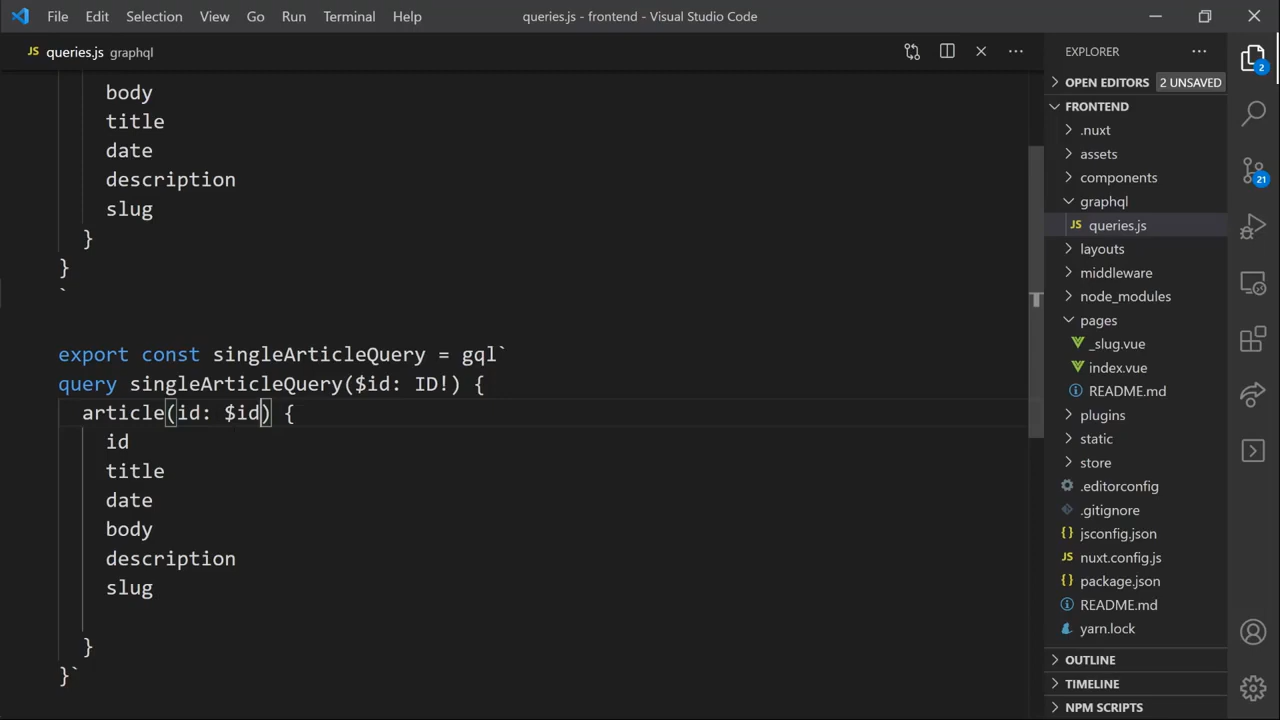 File Edit Selection View Go Run Terminal Help queries.js - frontend - Visual Studio Code
JS queries.js graphql
body
title
date
description
slug
}
}
`
export const singleArticleQuery = gql`
query singleArticleQuery($id: ID!) {
article(id: $id) {
id
title
date
body
description
slug
}
}`
EXPLORER
OPEN EDITORS 2 UNSAVED
FRONTEND
.nuxt
assets
components
graphql
JS queries.js
layouts
middleware
node_modules
pages
_slug.vue
index.vue
README.md
plugins
static
store
.editorconfig
.gitignore
{} jsconfig.json
nuxt.config.js
{} package.json
README.md
yarn.lock
OUTLINE
TIMELINE
NPM SCRIPTS
2
21